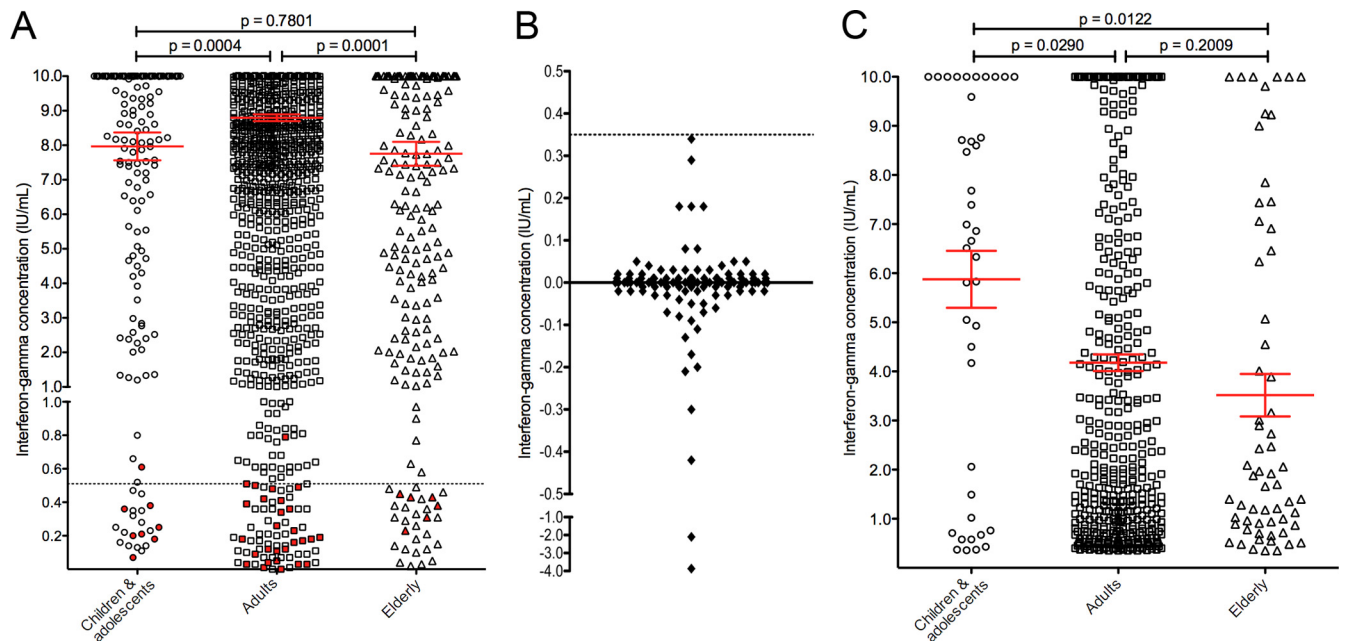 A
p = 0.7801
p = 0.0004
p = 0.0001
Interferon-gamma concentration (IU/mL)
10.0
9.0
8.0
7.0
6.0
5.0
4.0
3.0
2.0
1.0
1.0
0.8
0.6
0.4
0.2
Children &
adolescents
Adults
Elderly
B
Interferon-gamma concentration (IU/mL)
0.5
0.4
0.3
0.2
0.1
0.0
-0.1
-0.2
-0.3
-0.4
-0.5
-1.0
-2.0
-3.0
-4.0
C
p = 0.0122
p = 0.0290
p = 0.2009
Interferon-gamma concentration (IU/mL)
10.0
9.0
8.0
7.0
6.0
5.0
4.0
3.0
2.0
1.0
Children &
adolescents
Adults
Elderly